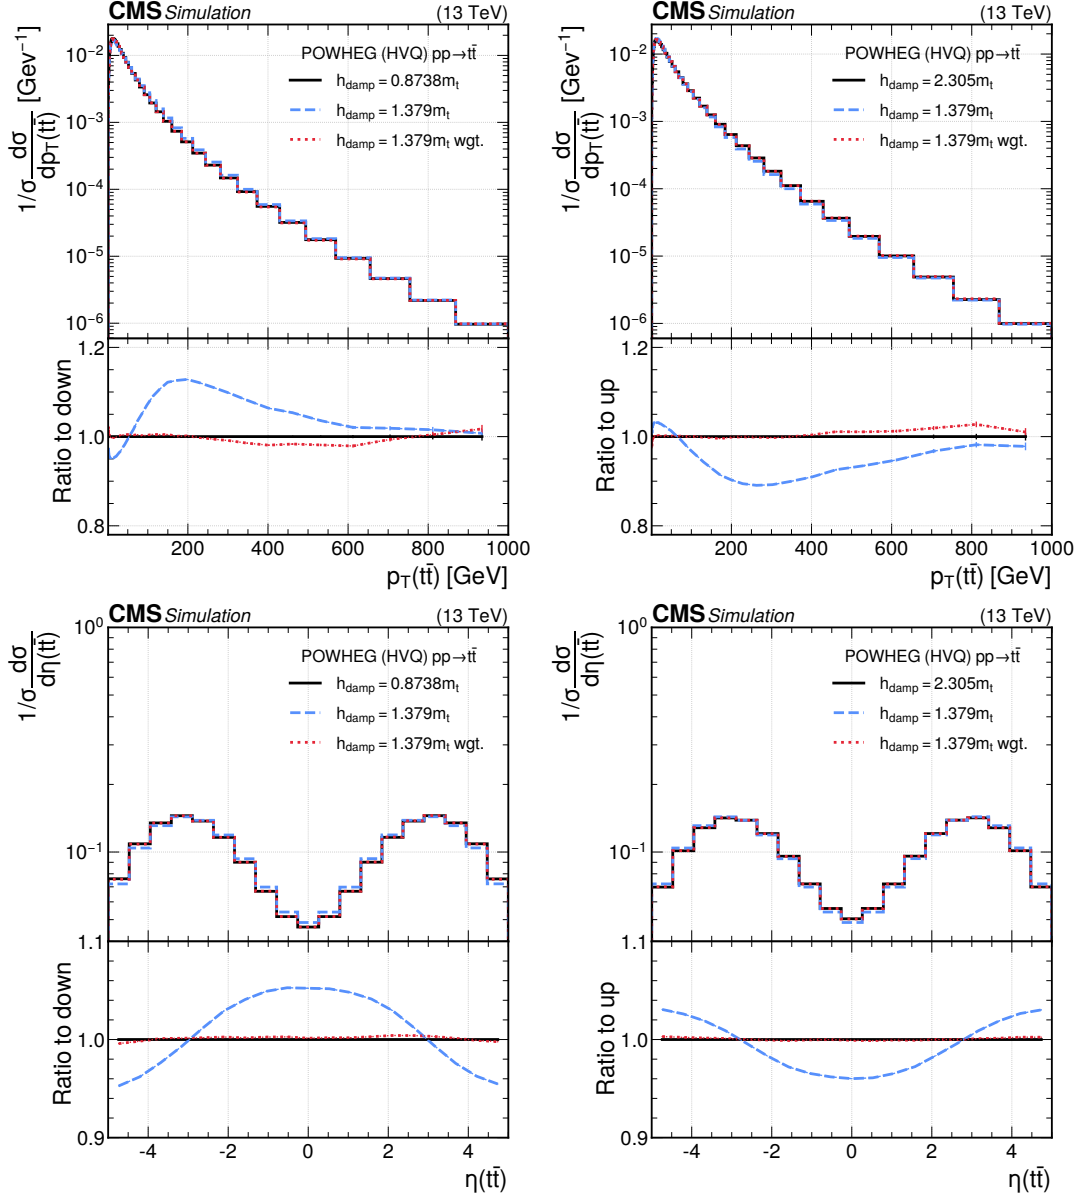 CMS Simulation (13 TeV)
1/σ dσ/dp_T(tt̄) [GeV⁻¹]
POWHEG (HVQ) pp→tt̄
h_damp = 0.8738m_t
h_damp = 1.379m_t
h_damp = 1.379m_t wgt.
10⁻²
10⁻³
10⁻⁴
10⁻⁵
10⁻⁶
Ratio to down
1.2
1.0
0.8
200 400 600 800 1000
p_T(tt̄) [GeV]
CMS Simulation (13 TeV)
1/σ dσ/dp_T(tt̄) [GeV⁻¹]
POWHEG (HVQ) pp→tt̄
h_damp = 2.305m_t
h_damp = 1.379m_t
h_damp = 1.379m_t wgt.
10⁻²
10⁻³
10⁻⁴
10⁻⁵
10⁻⁶
Ratio to up
1.2
1.0
0.8
200 400 600 800 1000
p_T(tt̄) [GeV]
CMS Simulation (13 TeV)
1/σ dσ/dη(tt̄)
POWHEG (HVQ) pp→tt̄
h_damp = 0.8738m_t
h_damp = 1.379m_t
h_damp = 1.379m_t wgt.
10⁰
10⁻¹
Ratio to down
1.1
1.0
0.9
-4 -2 0 2 4
η(tt̄)
CMS Simulation (13 TeV)
1/σ dσ/dη(tt̄)
POWHEG (HVQ) pp→tt̄
h_damp = 2.305m_t
h_damp = 1.379m_t
h_damp = 1.379m_t wgt.
10⁰
10⁻¹
Ratio to up
1.1
1.0
0.9
-4 -2 0 2 4
η(tt̄)